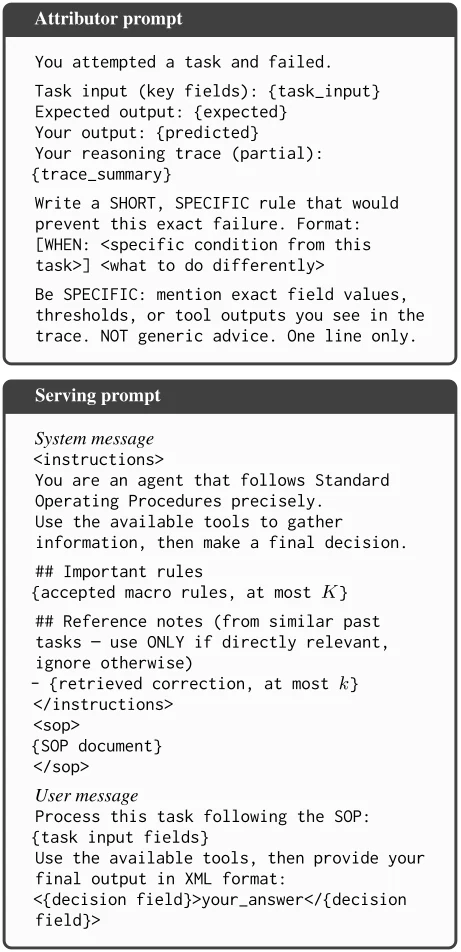 Attributor prompt
You attempted a task and failed.
Task input (key fields): {task_input}
Expected output: {expected}
Your output: {predicted}
Your reasoning trace (partial):
{trace_summary}
Write a SHORT, SPECIFIC rule that would
prevent this exact failure. Format:
[WHEN: <specific condition from this
task>] <what to do differently>
Be SPECIFIC: mention exact field values,
thresholds, or tool outputs you see in the
trace. NOT generic advice. One line only.
Serving prompt
System message
<instructions>
You are an agent that follows Standard
Operating Procedures precisely.
Use the available tools to gather
information, then make a final decision.
## Important rules
{accepted macro rules, at most K}
## Reference notes (from similar past
tasks — use ONLY if directly relevant,
ignore otherwise)
- {retrieved correction, at most k}
</instructions>
<sop>
{SOP document}
</sop>
User message
Process this task following the SOP:
{task input fields}
Use the available tools, then provide your
final output in XML format:
<{decision field}>your_answer</{decision
field}>